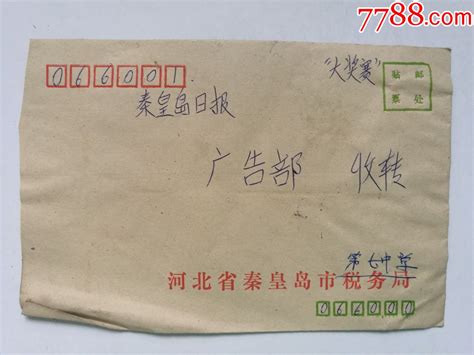 7788.com
066001
"大奖赛"
贴邮
票处
秦皇岛日报
广告部 收转
第七中学
河北省秦皇岛市税务局
066000